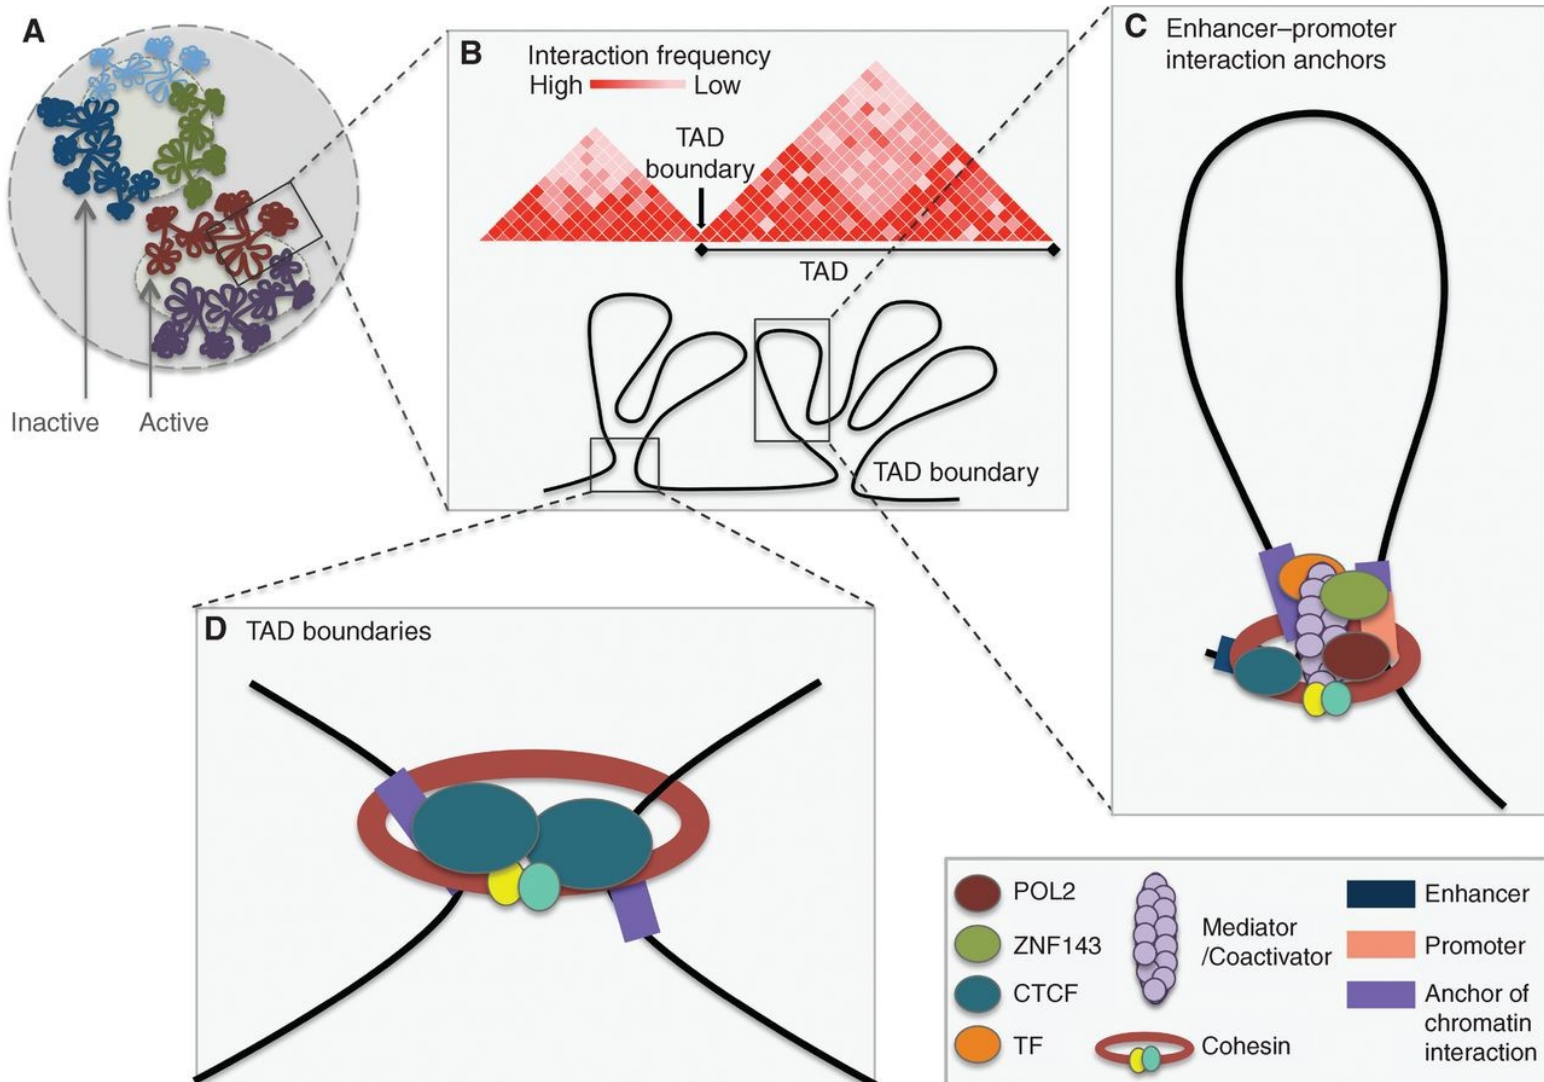 A
Inactive
Active
B
Interaction frequency
High
Low
TAD
boundary
TAD
TAD boundary
C
Enhancer–promoter
interaction anchors
D
TAD boundaries
POL2
ZNF143
CTCF
TF
Mediator
/Coactivator
Cohesin
Enhancer
Promoter
Anchor of
chromatin
interaction